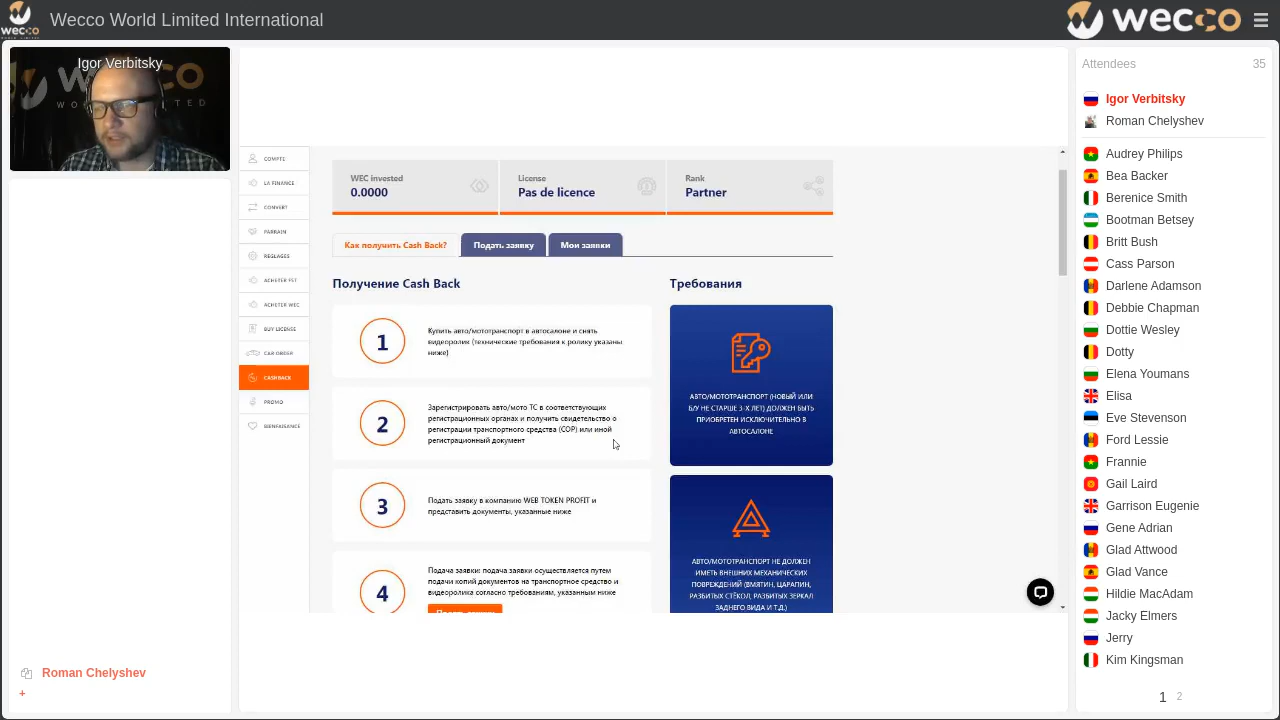 Wecco World Limited International
wecco
Igor Verbitsky
Attendees
35
Igor Verbitsky
Roman Chelyshev
Audrey Philips
Bea Backer
Berenice Smith
Bootman Betsey
Britt Bush
Cass Parson
Darlene Adamson
Debbie Chapman
Dottie Wesley
Dotty
Elena Youmans
Elisa
Eve Stevenson
Ford Lessie
Frannie
Gail Laird
Garrison Eugenie
Gene Adrian
Glad Attwood
Glad Vance
Hildie MacAdam
Jacky Elmers
Jerry
Kim Kingsman
1 2
COMPTE
LA FINANCE
CONVERT
PARRAIN
REGLAGES
ACHETER FST
ACHETER WEC
BUY LICENSE
CAR ORDER
CASHBACK
PROMO
BIENFAISANCE
WEC invested
0.0000
License
Pas de licence
Rank
Partner
Как получить Cash Back?
Подать заявку
Мои заявки
Получение Cash Back
1
Купить авто/мототранспорт в автосалоне и снять
видеоролик (технические требования к ролику указаны
ниже)
2
Зарегистрировать авто/мото ТС в соответствующих
регистрационных органах и получить свидетельство о
регистрации транспортного средства (СОР) или иной
регистрационный документ
3
Подать заявку в компанию WEB TOKEN PROFIT и
представить документы, указанные ниже
4
Подача заявки: подача заявки осуществляется путем
подачи копий документов на транспортное средство и
видеоролика согласно требованиям, указанным ниже
Требования
АВТО/МОТОТРАНСПОРТ (НОВЫЙ ИЛИ
Б/У НЕ СТАРШЕ 3-Х ЛЕТ) ДОЛЖЕН БЫТЬ
ПРИОБРЕТЕН ИСКЛЮЧИТЕЛЬНО В
АВТОСАЛОНЕ
АВТО/МОТОТРАНСПОРТ НЕ ДОЛЖЕН
ИМЕТЬ ВНЕШНИХ МЕХАНИЧЕСКИХ
ПОВРЕЖДЕНИЙ (ВМЯТИН, ЦАРАПИН,
РАЗБИТЫХ СТЁКОЛ, РАЗБИТЫХ ЗЕРКАЛ
ЗАДНЕГО ВИДА И Т.Д.)
Roman Chelyshev
+